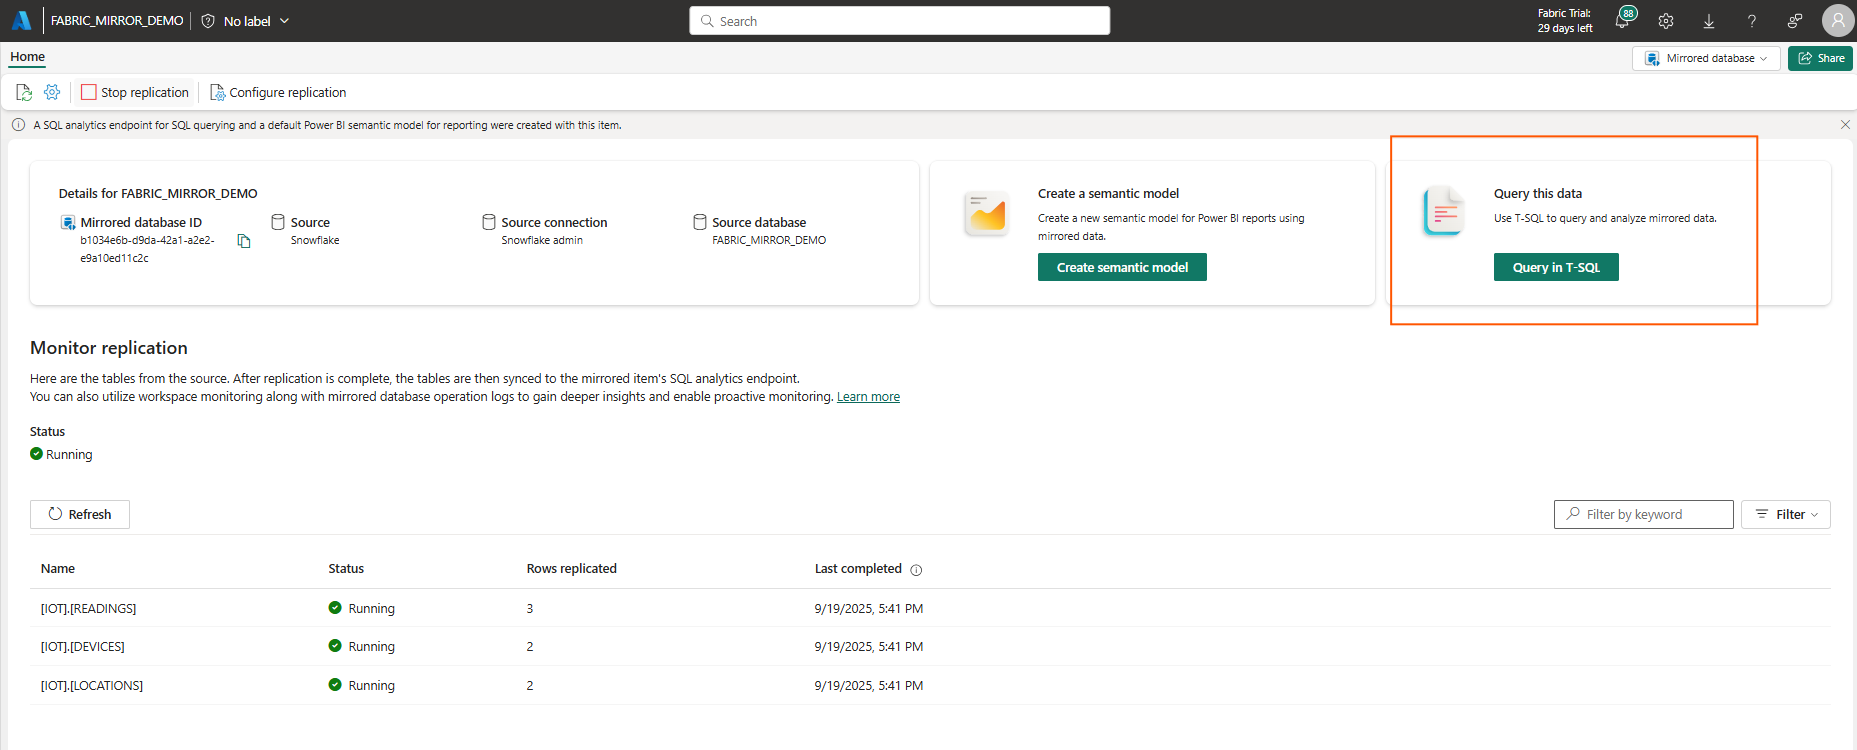 FABRIC_MIRROR_DEMO No label Search Fabric Trial: 88
29 days left
Home Mirrored database Share
Stop replication Configure replication
A SQL analytics endpoint for SQL querying and a default Power BI semantic model for reporting were created with this item.
Details for FABRIC_MIRROR_DEMO
Mirrored database ID
b1034e6b-d9da-42a1-a2e2-
e9a10ed11c2c
Source
Snowflake
Source connection
Snowflake admin
Source database
FABRIC_MIRROR_DEMO
Create a semantic model
Create a new semantic model for Power BI reports using
mirrored data.
Create semantic model
Query this data
Use T-SQL to query and analyze mirrored data.
Query in T-SQL
Monitor replication
Here are the tables from the source. After replication is complete, the tables are then synced to the mirrored item's SQL analytics endpoint.
You can also utilize workspace monitoring along with mirrored database operation logs to gain deeper insights and enable proactive monitoring. Learn more
Status
Running
Refresh Filter by keyword Filter
Name Status Rows replicated Last completed
[IOT].[READINGS] Running 3 9/19/2025, 5:41 PM
[IOT].[DEVICES] Running 2 9/19/2025, 5:41 PM
[IOT].[LOCATIONS] Running 2 9/19/2025, 5:41 PM